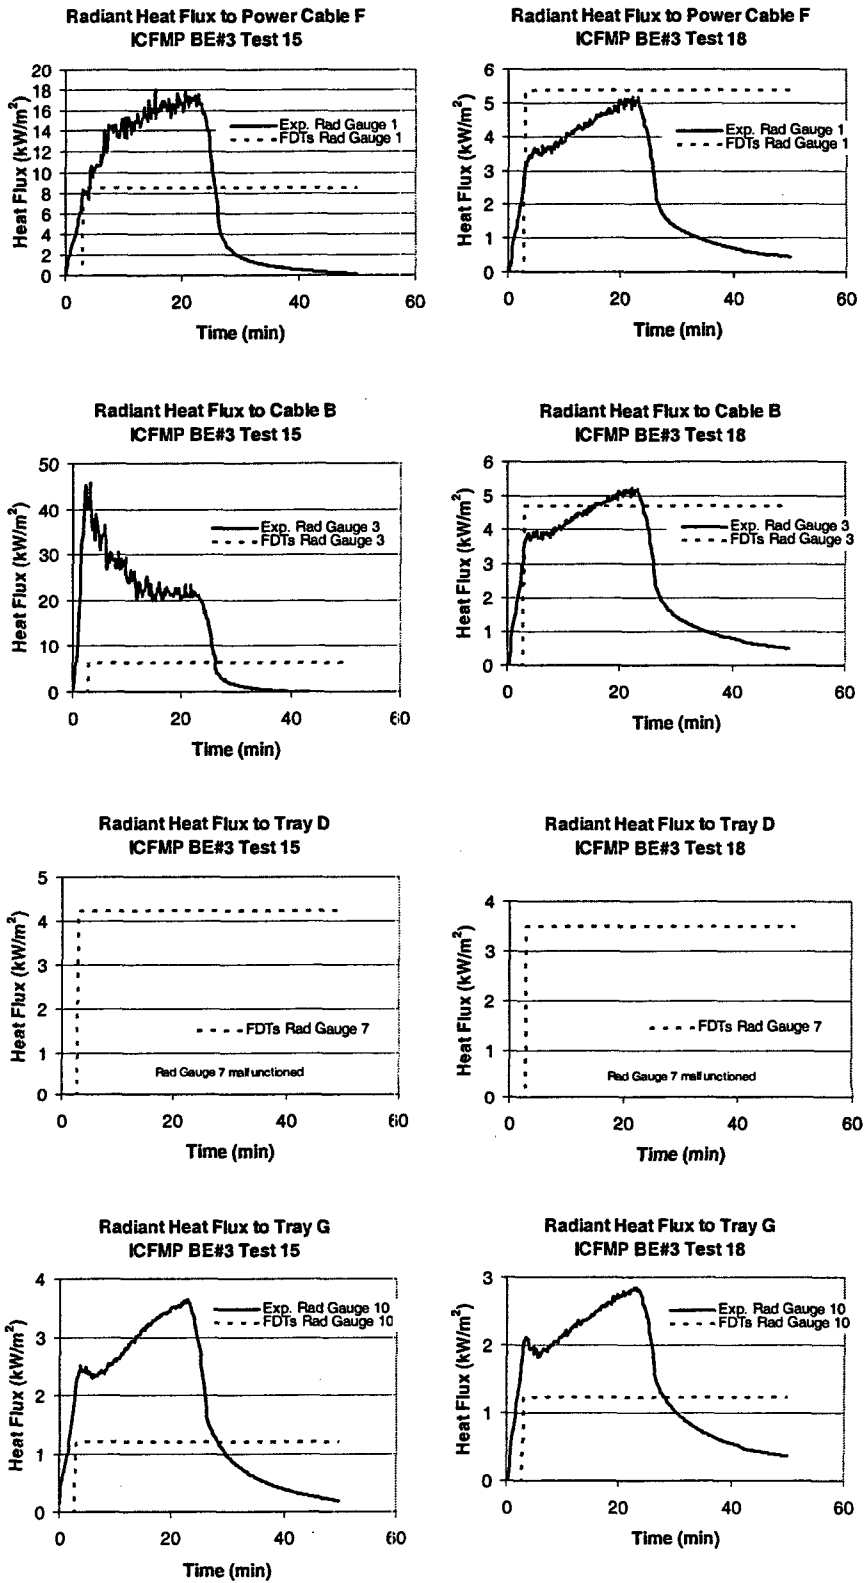 Radiant Heat Flux to Power Cable F
ICFMP BE#3 Test 15
Heat Flux (kW/m²)
20
18
16
14
12
10
8
6
4
2
0
Exp. Rad Gauge 1
FDTs Rad Gauge 1
0 20 40 60
Time (min)
Radiant Heat Flux to Power Cable F
ICFMP BE#3 Test 18
Heat Flux (kW/m²)
6
5
4
3
2
1
0
Exp. Rad Gauge 1
FDTs Rad Gauge 1
0 20 40 60
Time (min)
Radiant Heat Flux to Cable B
ICFMP BE#3 Test 15
Heat Flux (kW/m²)
50
40
30
20
10
0
Exp. Rad Gauge 3
FDTs Rad Gauge 3
0 20 40 60
Time (min)
Radiant Heat Flux to Cable B
ICFMP BE#3 Test 18
Heat Flux (kW/m²)
6
5
4
3
2
1
0
Exp. Rad Gauge 3
FDTs Rad Gauge 3
0 20 40 60
Time (min)
Radiant Heat Flux to Tray D
ICFMP BE#3 Test 15
Heat Flux (kW/m²)
5
4
3
2
1
0
FDTs Rad Gauge 7
Rad Gauge 7 malfunctioned
0 20 40 60
Time (min)
Radiant Heat Flux to Tray D
ICFMP BE#3 Test 18
Heat Flux (kW/m²)
4
3
2
1
0
FDTs Rad Gauge 7
Rad Gauge 7 malfunctioned
0 20 40 60
Time (min)
Radiant Heat Flux to Tray G
ICFMP BE#3 Test 15
Heat Flux (kW/m²)
4
3
2
1
0
Exp. Rad Gauge 10
FDTs Rad Gauge 10
0 20 40 60
Time (min)
Radiant Heat Flux to Tray G
ICFMP BE#3 Test 18
Heat Flux (kW/m²)
3
2
1
0
Exp. Rad Gauge 10
FDTs Rad Gauge 10
0 20 40 60
Time (min)